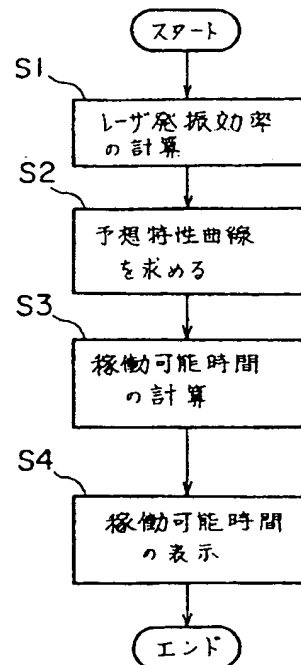 スタート
S1
レーザ発振効率
の計算
S2
予想特性曲線
を求める
S3
稼働可能時間
の計算
S4
稼働可能時間
の表示
エンド